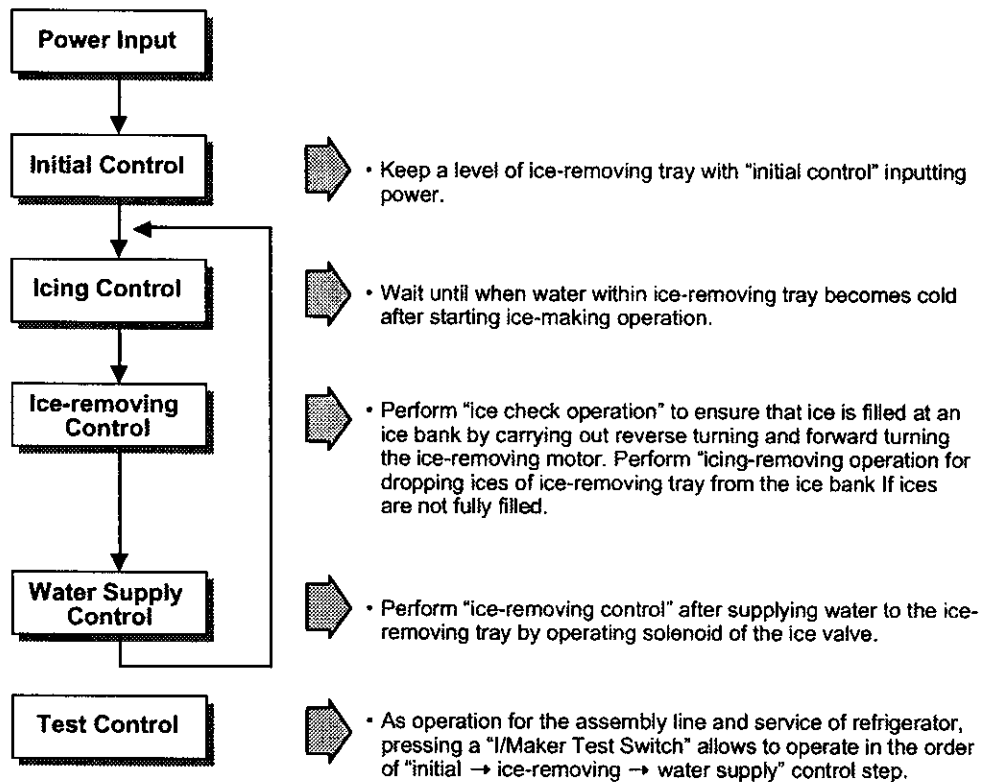 Power Input
Initial Control
• Keep a level of ice-removing tray with "initial control" inputting
power.
Icing Control
• Wait until when water within ice-removing tray becomes cold
after starting ice-making operation.
Ice-removing
Control
• Perform "ice check operation" to ensure that ice is filled at an
ice bank by carrying out reverse turning and forward turning
the ice-removing motor. Perform "icing-removing operation for
dropping ices of ice-removing tray from the ice bank If ices
are not fully filled.
Water Supply
Control
• Perform "ice-removing control" after supplying water to the ice-
removing tray by operating solenoid of the ice valve.
Test Control
• As operation for the assembly line and service of refrigerator,
pressing a "I/Maker Test Switch" allows to operate in the order
of "initial → ice-removing → water supply" control step.